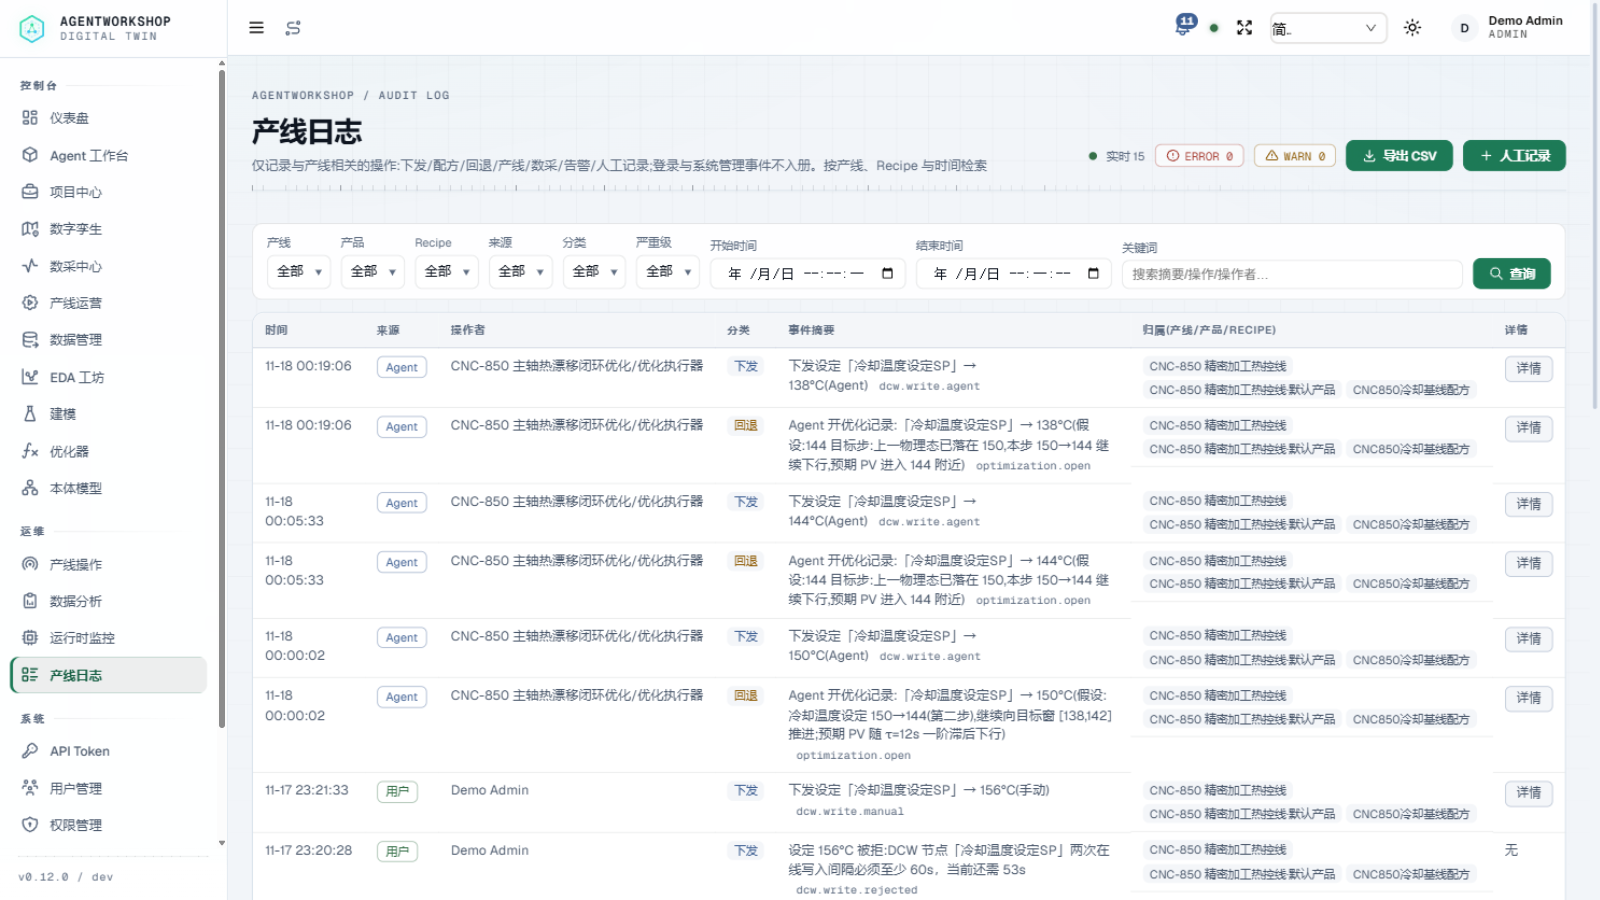 AGENTWORKSHOP
DIGITAL TWIN
控制台
仪表盘
Agent 工作台
项目中心
数字孪生
数采中心
产线运营
数据管理
EDA 工坊
建模
优化器
本体模型
运维
产线操作
数据分析
运行时监控
产线日志
系统
API Token
用户管理
权限管理
v0.12.0 / dev
11
简_
D
Demo Admin
ADMIN
AGENTWORKSHOP / AUDIT LOG
产线日志
仅记录与产线相关的操作:下发/配方/回退/产线/数采/告警/人工记录;登录与系统管理事件不入册。按产线、Recipe 与时间检索
实时 15
ERROR 0
WARN 0
导出 CSV
人工记录
产线 产品 Recipe 来源 分类 严重级 开始时间 结束时间 关键词
全部 全部 全部 全部 全部 全部 年 /月/日 --:--:-- 年 /月/日 --:--:-- 搜索摘要/操作/操作者... 查询
时间 来源 操作者 分类 事件摘要 归属(产线/产品/RECIPE) 详情
11-18 00:19:06 Agent CNC-850 主轴热漂移闭环优化/优化执行器 下发 下发设定「冷却温度设定SP」→
138°C(Agent) dcw.write.agent
CNC-850 精密加工热控线
CNC-850 精密加工热控线·默认产品 CNC850冷却基线配方
详情
11-18 00:19:06 Agent CNC-850 主轴热漂移闭环优化/优化执行器 回退 Agent 开优化记录:「冷却温度设定SP」→ 138°C(假
设:144 目标步:上一物理态已落在 150,本步 150→144 继
续下行,预期 PV 进入 144 附近) optimization.open
CNC-850 精密加工热控线
CNC-850 精密加工热控线·默认产品 CNC850冷却基线配方
详情
11-18
00:05:33
Agent CNC-850 主轴热漂移闭环优化/优化执行器 下发 下发设定「冷却温度设定SP」→
144°C(Agent) dcw.write.agent
CNC-850 精密加工热控线
CNC-850 精密加工热控线·默认产品 CNC850冷却基线配方
详情
11-18
00:05:33
Agent CNC-850 主轴热漂移闭环优化/优化执行器 回退 Agent 开优化记录:「冷却温度设定SP」→ 144°C(假
设:144 目标步:上一物理态已落在 150,本步 150→144 继
续下行,预期 PV 进入 144 附近) optimization.open
CNC-850 精密加工热控线
CNC-850 精密加工热控线·默认产品 CNC850冷却基线配方
详情
11-18
00:00:02
Agent CNC-850 主轴热漂移闭环优化/优化执行器 下发 下发设定「冷却温度设定SP」→
150°C(Agent) dcw.write.agent
CNC-850 精密加工热控线
CNC-850 精密加工热控线·默认产品 CNC850冷却基线配方
详情
11-18
00:00:02
Agent CNC-850 主轴热漂移闭环优化/优化执行器 回退 Agent 开优化记录:「冷却温度设定SP」→ 150°C(假设:
冷却温度设定 150→144(第二步),继续向目标窗 [138,142]
推进;预期 PV 随 τ=12s 一阶滞后下行)
optimization.open
CNC-850 精密加工热控线
CNC-850 精密加工热控线·默认产品 CNC850冷却基线配方
详情
11-17 23:21:33 用户 Demo Admin 下发 下发设定「冷却温度设定SP」→ 156°C(手动)
dcw.write.manual
CNC-850 精密加工热控线
CNC-850 精密加工热控线·默认产品 CNC850冷却基线配方
详情
11-17 23:20:28 用户 Demo Admin 下发 设定 156°C 被拒:DCW 节点「冷却温度设定SP」两次在
线写入间隔必须至少 60s，当前还需 53s
dcw.write.rejected
CNC-850 精密加工热控线
CNC-850 精密加工热控线·默认产品 CNC850冷却基线配方
无